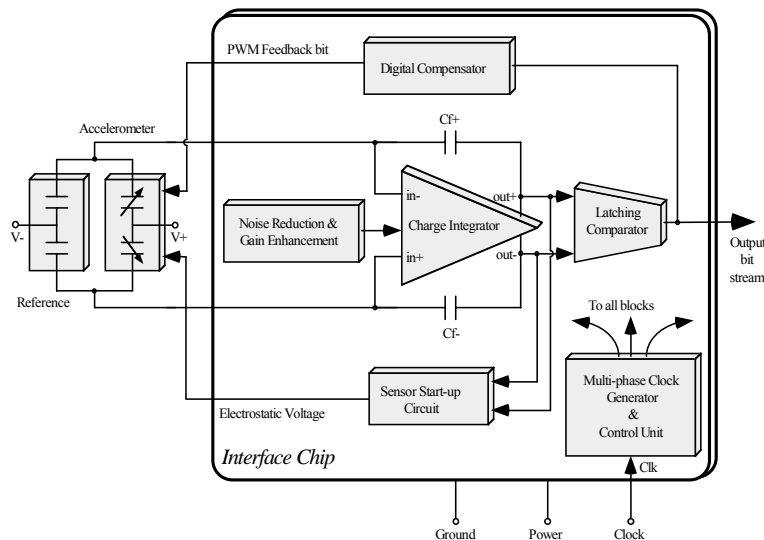 PWM Feedback bit
Digital Compensator
Accelerometer
Cf+
in-
out+
Noise Reduction &
Gain Enhancement
Charge Integrator
Latching
Comparator
V-
V+
in+
out-
Output
bit
stream
Reference
Cf-
To all blocks
Sensor Start-up
Circuit
Multi-phase Clock
Generator
&
Control Unit
Electrostatic Voltage
Interface Chip
Clk
Ground
Power
Clock